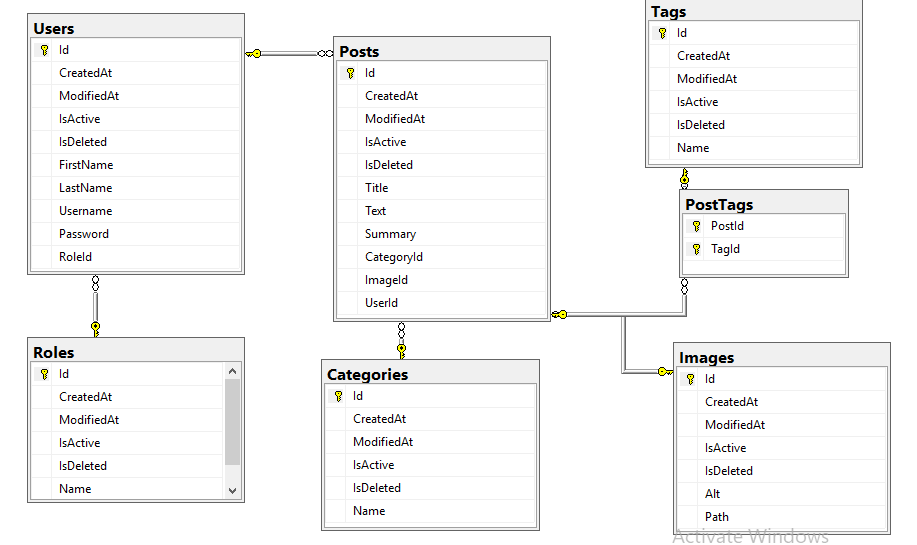 Users
Id
CreatedAt
ModifiedAt
IsActive
IsDeleted
FirstName
LastName
Username
Password
RoleId
Posts
Id
CreatedAt
ModifiedAt
IsActive
IsDeleted
Title
Text
Summary
CategoryId
ImageId
UserId
Tags
Id
CreatedAt
ModifiedAt
IsActive
IsDeleted
Name
PostTags
PostId
TagId
Roles
Id
CreatedAt
ModifiedAt
IsActive
IsDeleted
Name
Categories
Id
CreatedAt
ModifiedAt
IsActive
IsDeleted
Name
Images
Id
CreatedAt
ModifiedAt
IsActive
IsDeleted
Alt
Path
Activate Windows